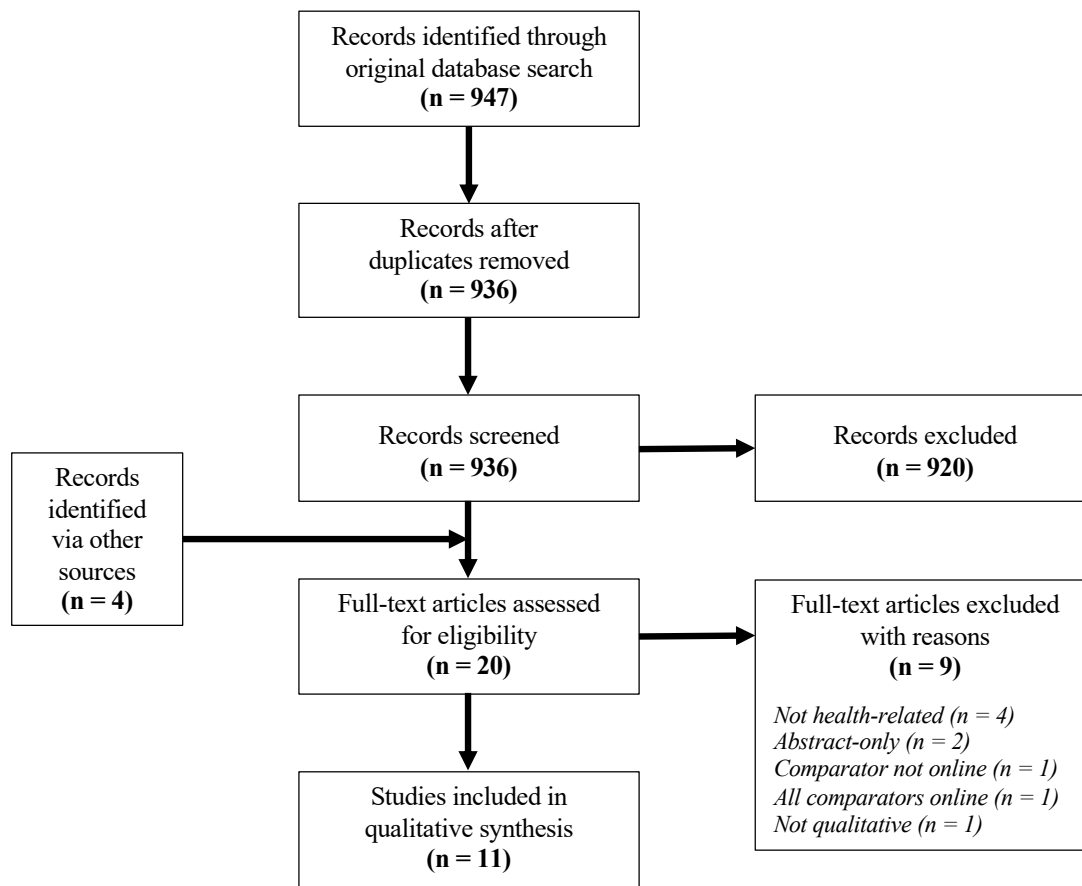 Records identified through
original database search
(n = 947)
Records after
duplicates removed
(n = 936)
Records screened
(n = 936)
Records excluded
(n = 920)
Records
identified
via other
sources
(n = 4)
Full-text articles assessed
for eligibility
(n = 20)
Full-text articles excluded
with reasons
(n = 9)
Not health-related (n = 4)
Abstract-only (n = 2)
Comparator not online (n = 1)
All comparators online (n = 1)
Not qualitative (n = 1)
Studies included in
qualitative synthesis
(n = 11)